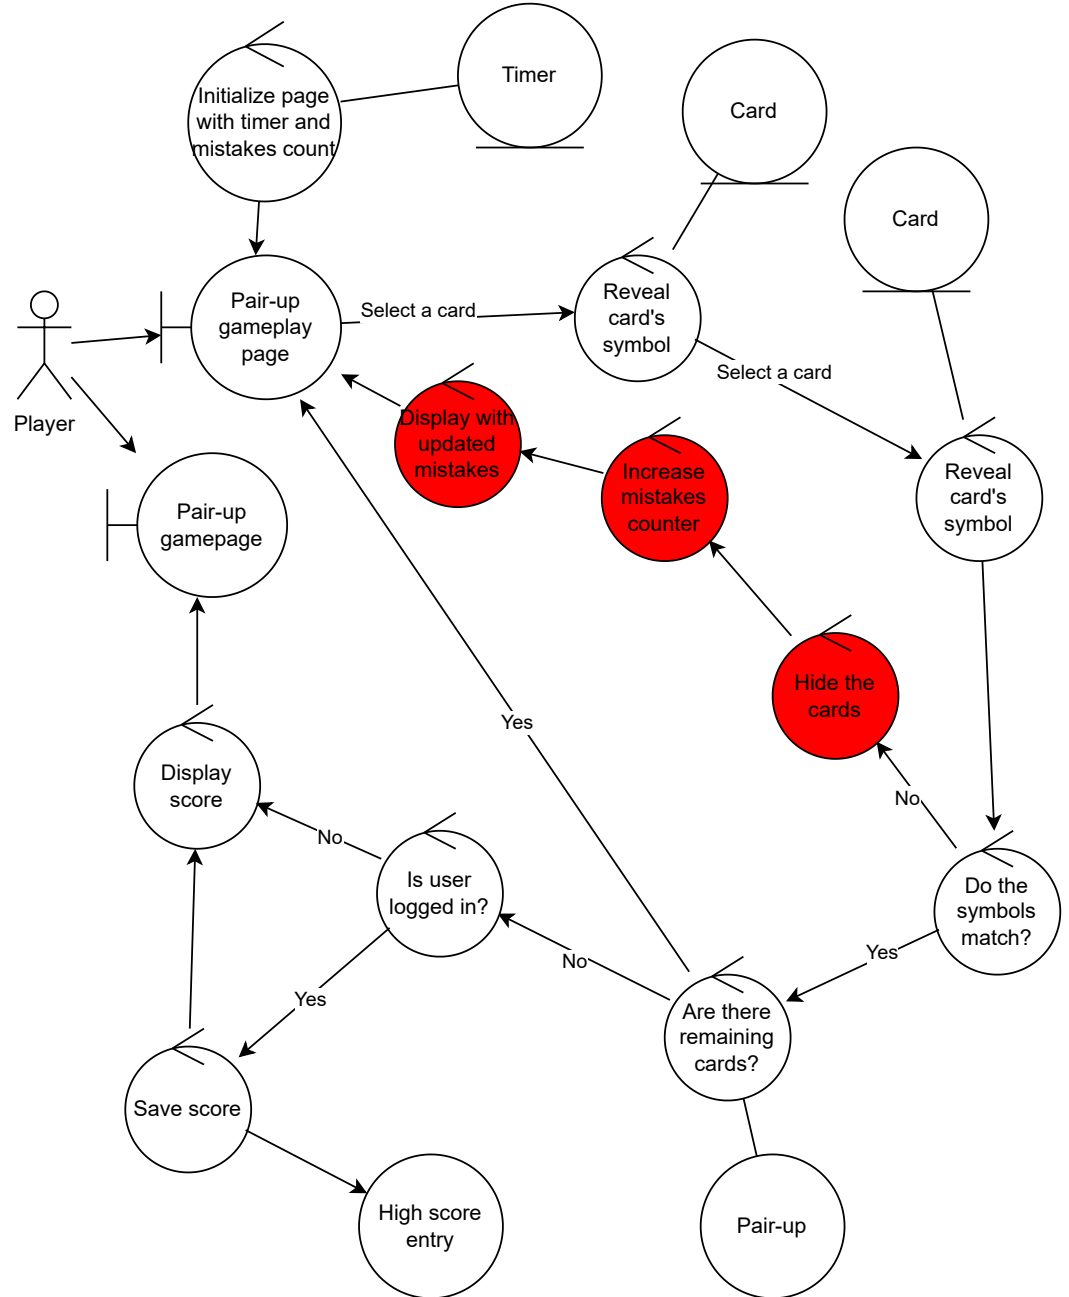 Timer
Initialize page
with timer and
mistakes count
Card
Card
Pair-up
gameplay
page
Select a card
Reveal
card's
symbol
Select a card
Player
Display with
updated
mistakes
Increase
mistakes
counter
Reveal
card's
symbol
Pair-up
gamepage
Hide the
cards
Yes
Display
score
No
No
Is user
logged in?
Do the
symbols
match?
Yes
No
Yes
Are there
remaining
cards?
Save score
High score
entry
Pair-up